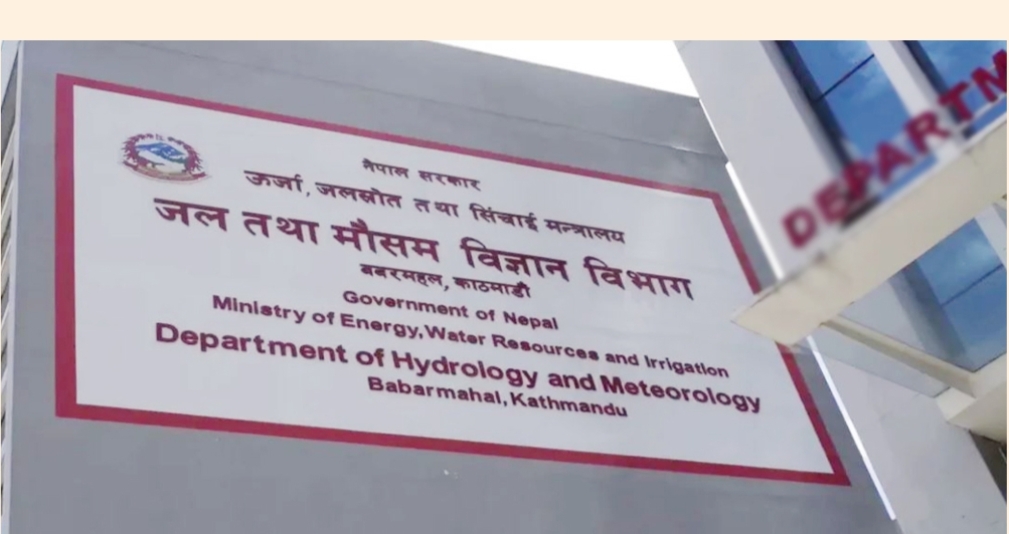 नेपाल सरकार
ऊर्जा, जलस्रोत तथा सिंचाई मन्त्रालय
जल तथा मौसम विज्ञान विभाग
बबरमहल, काठमाडौं
Government of Nepal
Ministry of Energy, Water Resources and Irrigation
Department of Hydrology and Meteorology
Babarmahal, Kathmandu
DEPARTM